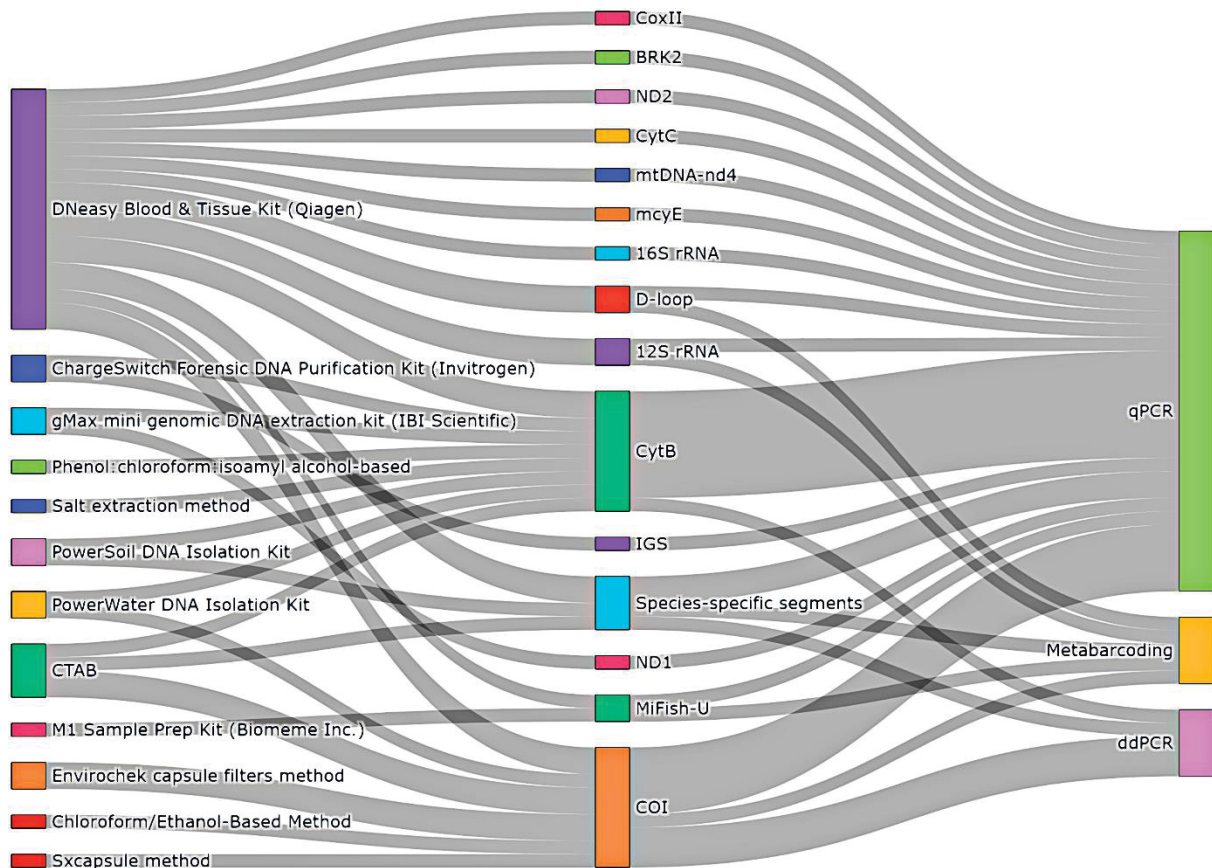 DNeasy Blood & Tissue Kit (Qiagen)
ChargeSwitch Forensic DNA Purification Kit (Invitrogen)
gMax mini genomic DNA extraction kit (IBI Scientific)
Phenol:chloroform:isoamyl alcohol-based
Salt extraction method
PowerSoil DNA Isolation Kit
PowerWater DNA Isolation Kit
CTAB
M1 Sample Prep Kit (Biomeme Inc.)
Envirochek capsule filters method
Chloroform/Ethanol-Based Method
Sxcapsule method
CoxII
BRK2
ND2
CytC
mtDNA-nd4
mcyE
16S rRNA
D-loop
12S rRNA
CytB
IGS
Species-specific segments
ND1
MiFish-U
COI
qPCR
Metabarcoding
ddPCR